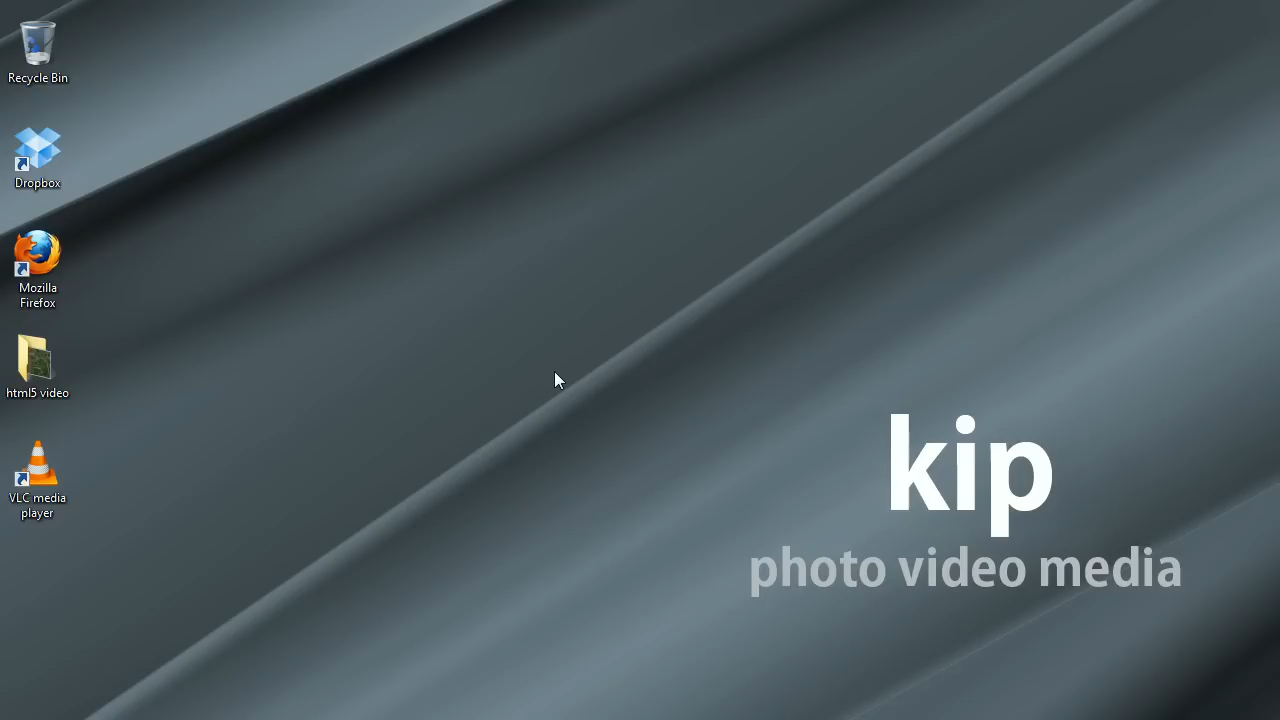 Recycle Bin
Dropbox
Mozilla
Firefox
html5 video
VLC media
player
kip
photo video media